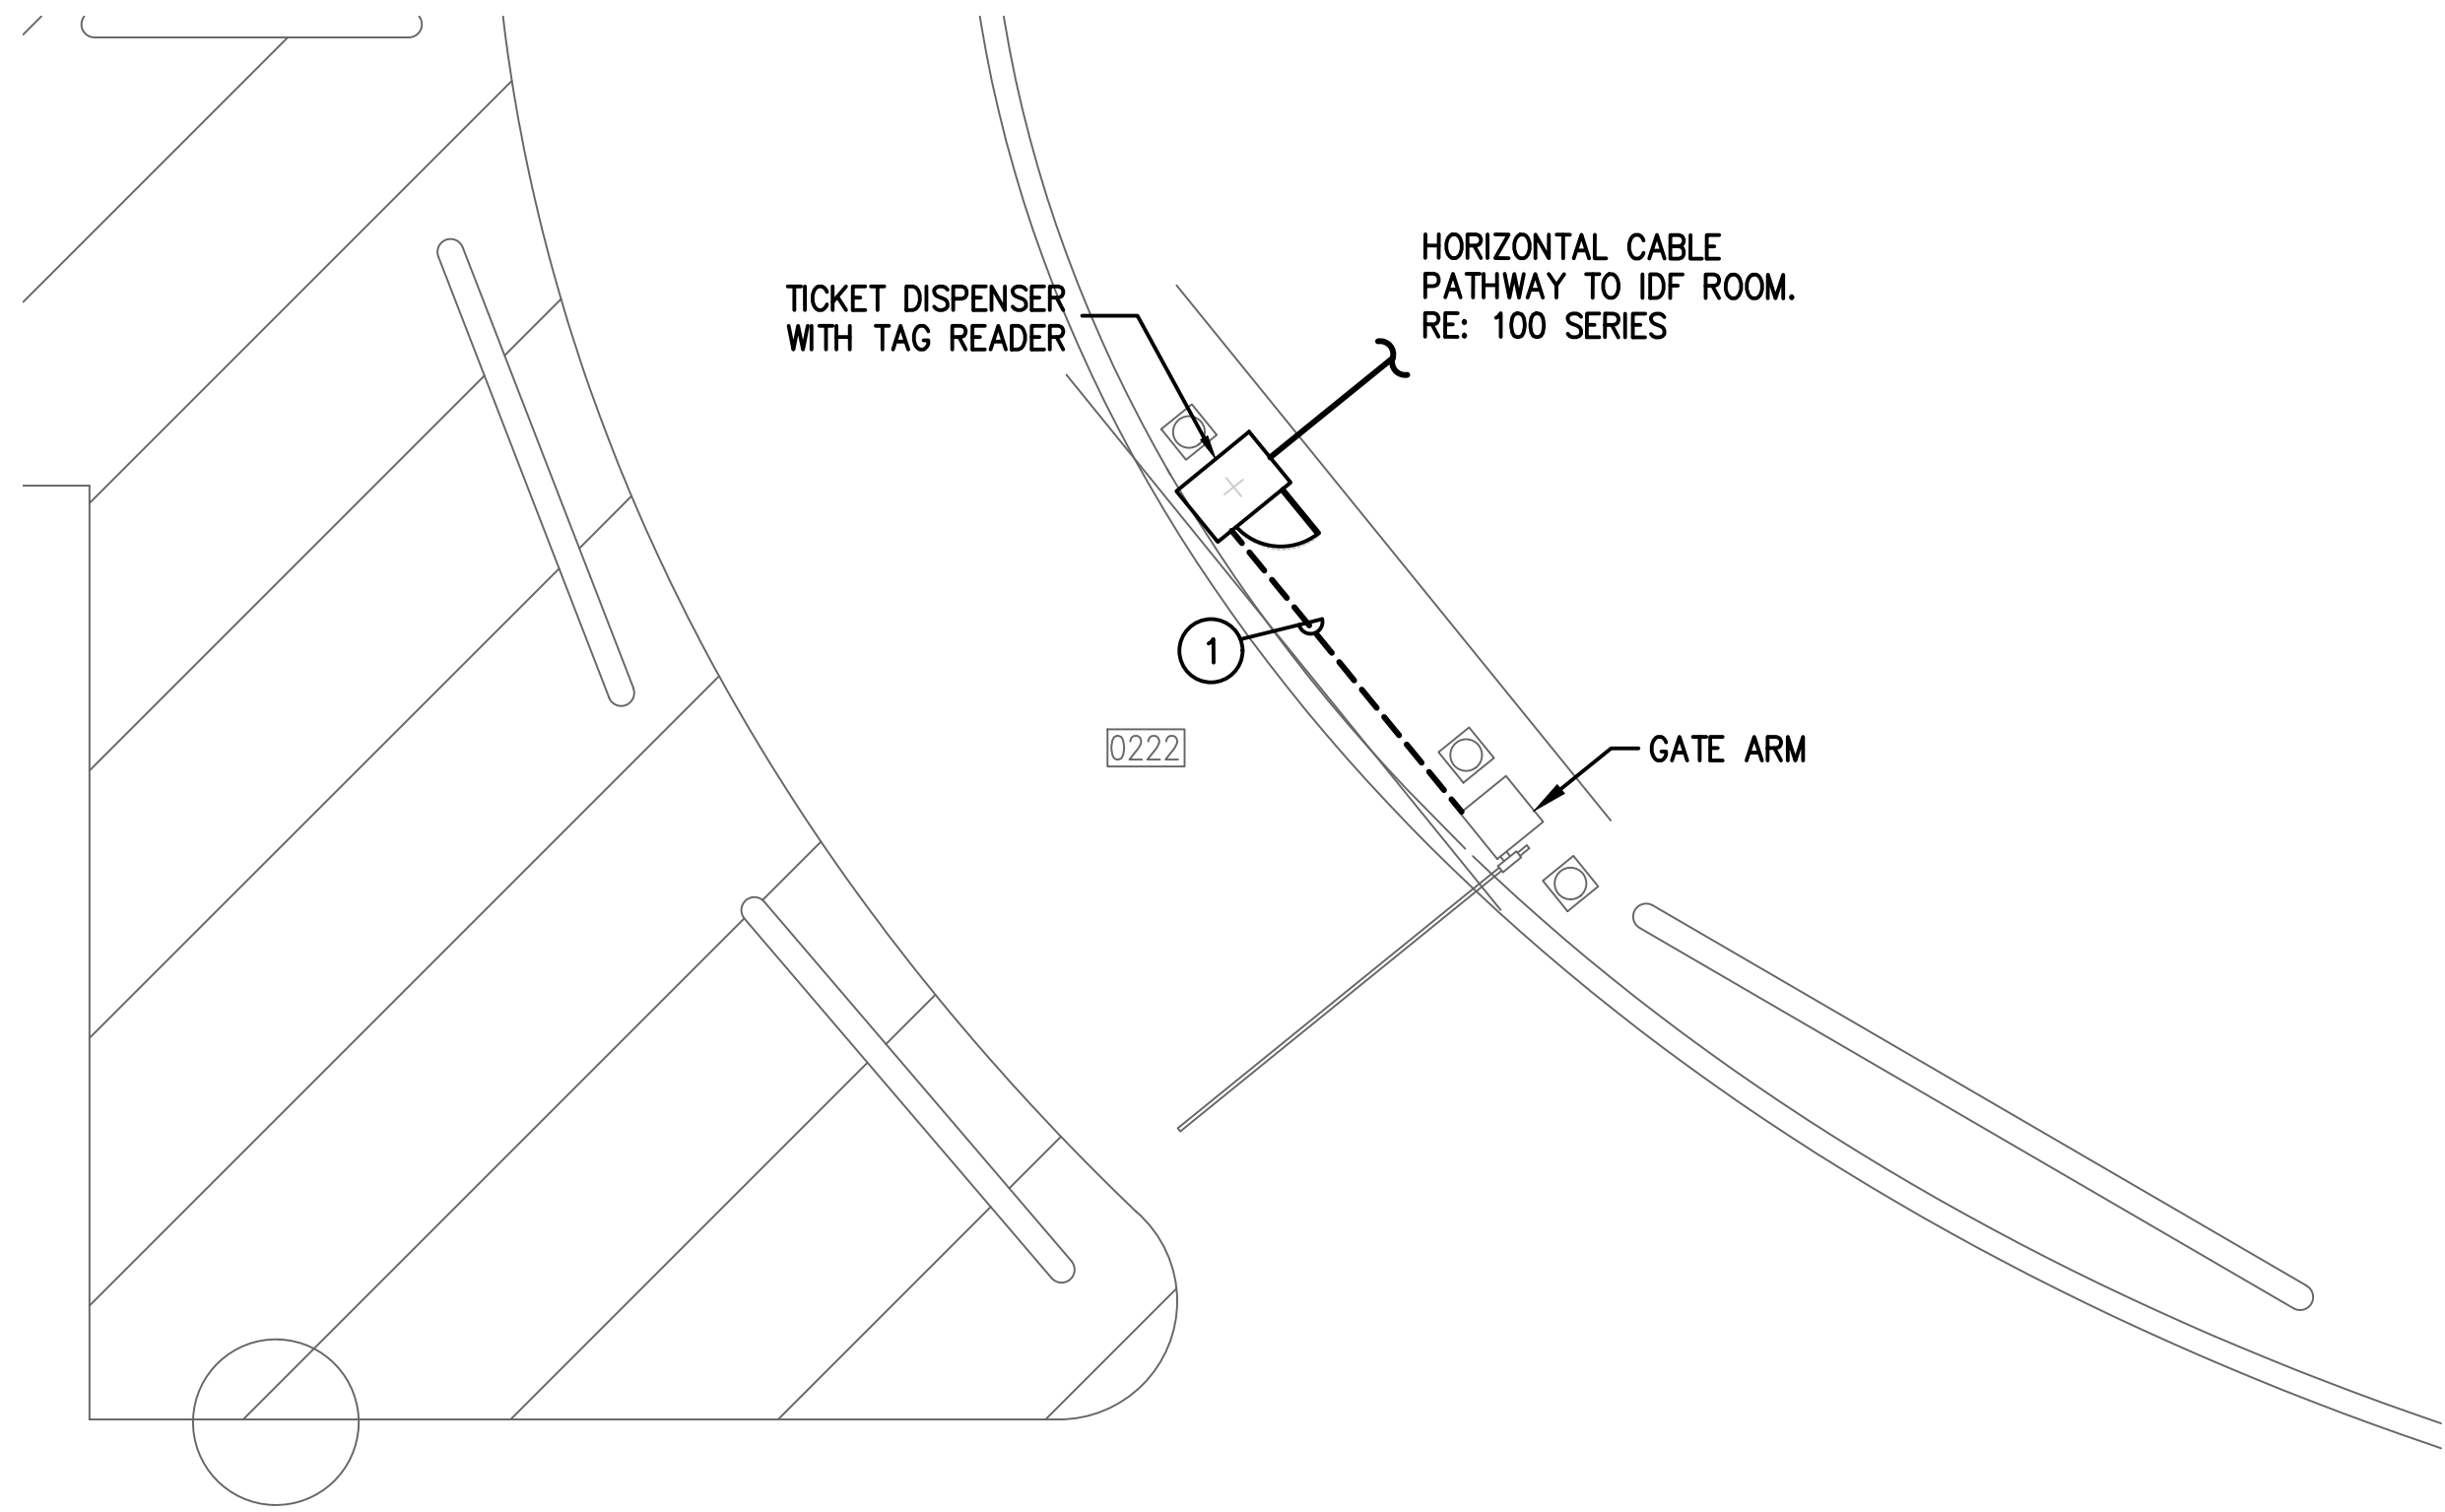 HORIZONTAL CABLE
PATHWAY TO IDF ROOM.
RE: 100 SERIES
TICKET DISPENSER
WITH TAG READER
1
0222
GATE ARM